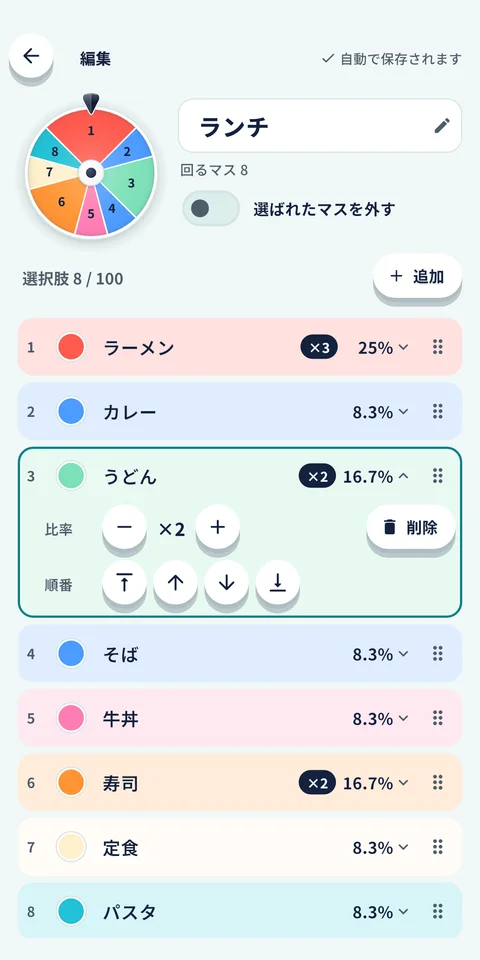 編集
自動で保存されます
1
2
3
4
5
6
7
8
ランチ
回るマス 8
選ばれたマスを外す
選択肢 8 / 100
追加
1 ラーメン ×3 25%
2 カレー 8.3%
3 うどん ×2 16.7%
比率 ×2 削除
順番
4 そば 8.3%
5 牛丼 8.3%
6 寿司 ×2 16.7%
7 定食 8.3%
8 パスタ 8.3%